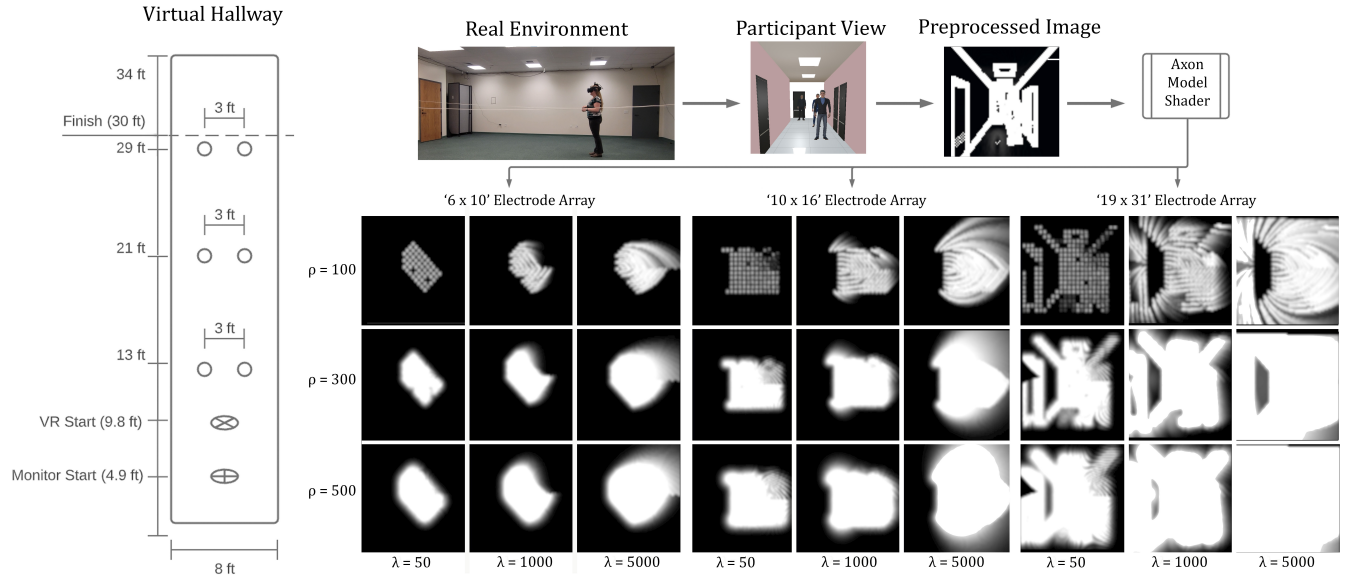 Virtual Hallway
34 ft
3 ft
Finish (30 ft)
29 ft
3 ft
21 ft
3 ft
13 ft
VR Start (9.8 ft)
Monitor Start (4.9 ft)
8 ft
Real Environment
Participant View
Preprocessed Image
Axon
Model
Shader
‘6 x 10’ Electrode Array
‘10 x 16’ Electrode Array
‘19 x 31’ Electrode Array
ρ = 100
ρ = 300
ρ = 500
λ = 50
λ = 1000
λ = 5000
λ = 50
λ = 1000
λ = 5000
λ = 50
λ = 1000
λ = 5000